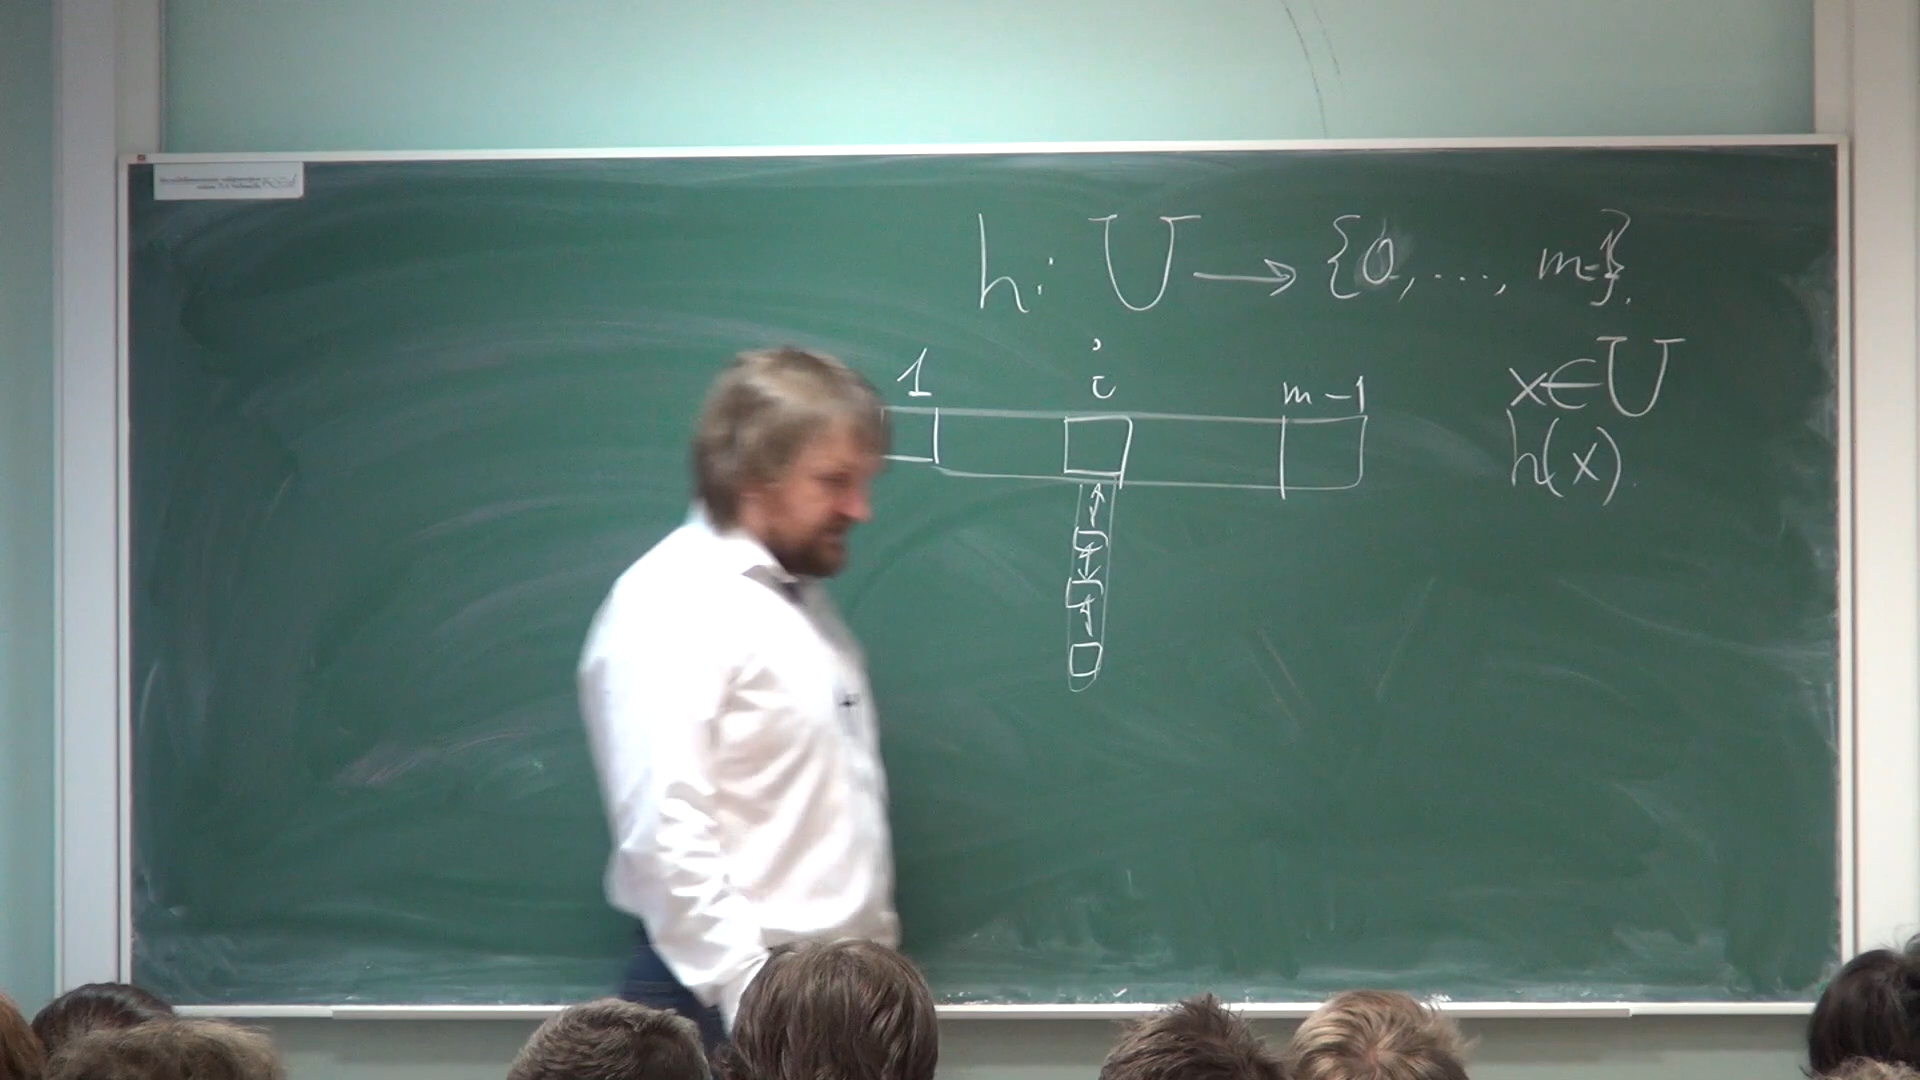 h: U → {0, ..., m-1}.
1 i m-1
x∈U
h(x).